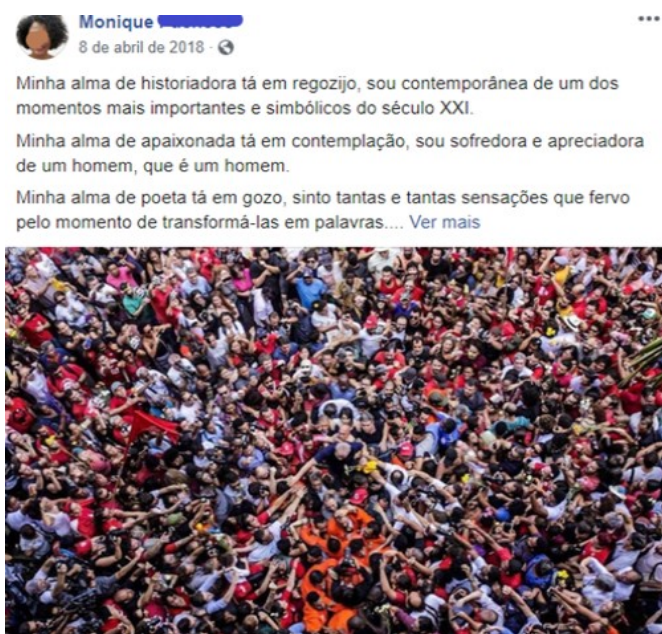 Monique
8 de abril de 2018 ·
Minha alma de historiadora tá em regozijo, sou contemporânea de um dos
momentos mais importantes e simbólicos do século XXI.
Minha alma de apaixonada tá em contemplação, sou sofredora e apreciadora
de um homem, que é um homem.
Minha alma de poeta tá em gozo, sinto tantas e tantas sensações que fervo
pelo momento de transformá-las em palavras.... Ver mais